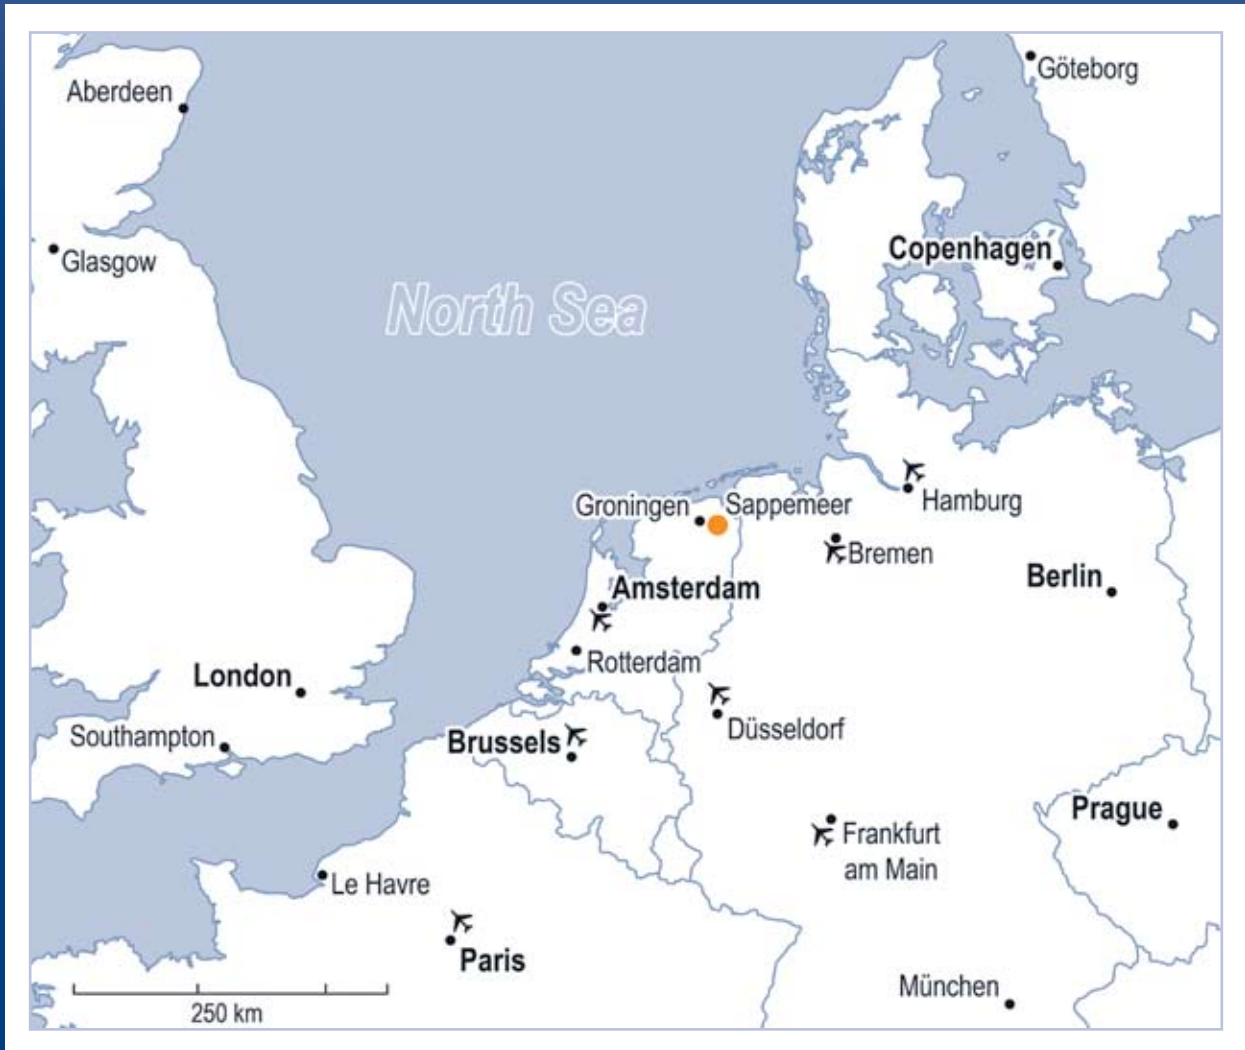 Göteborg
Aberdeen
Copenhagen
Glasgow
North Sea
Groningen
Sappemeer
Hamburg
Bremen
Berlin
Amsterdam
Rotterdam
London
Düsseldorf
Southampton
Brussels
Prague
Frankfurt
am Main
Le Havre
Paris
München
250 km